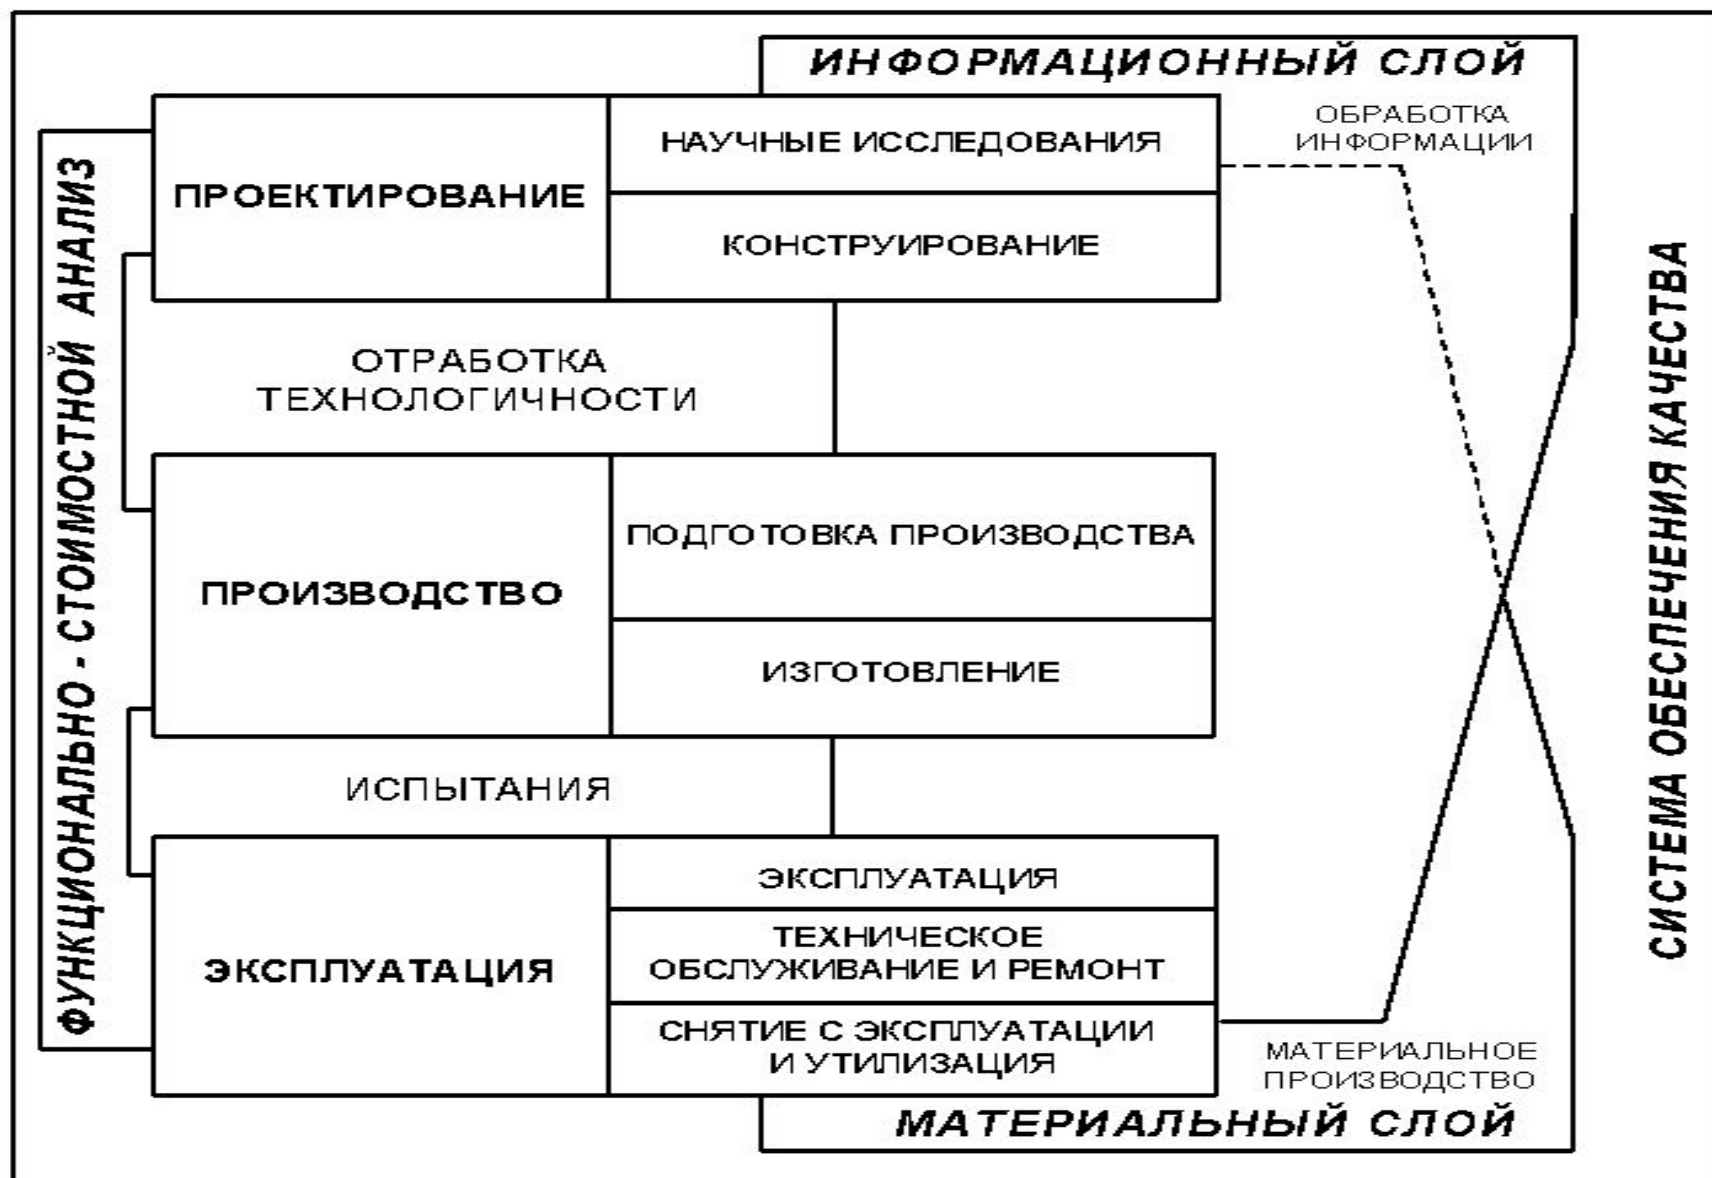 ИНФОРМАЦИОННЫЙ СЛОЙ
ОБРАБОТКА
ИНФОРМАЦИИ
ПРОЕКТИРОВАНИЕ
НАУЧНЫЕ ИССЛЕДОВАНИЯ
КОНСТРУИРОВАНИЕ
ОТРАБОТКА
ТЕХНОЛОГИЧНОСТИ
ПРОИЗВОДСТВО
ПОДГОТОВКА ПРОИЗВОДСТВА
ИЗГОТОВЛЕНИЕ
ИСПЫТАНИЯ
ЭКСПЛУАТАЦИЯ
ЭКСПЛУАТАЦИЯ
ТЕХНИЧЕСКОЕ
ОБСЛУЖИВАНИЕ И РЕМОНТ
СНЯТИЕ С ЭКСПЛУАТАЦИИ
И УТИЛИЗАЦИЯ
МАТЕРИАЛЬНОЕ
ПРОИЗВОДСТВО
МАТЕРИАЛЬНЫЙ СЛОЙ
ФУНКЦИОНАЛЬНО - СТОИМОСТНОЙ АНАЛИЗ
СИСТЕМА ОБЕСПЕЧЕНИЯ КАЧЕСТВА